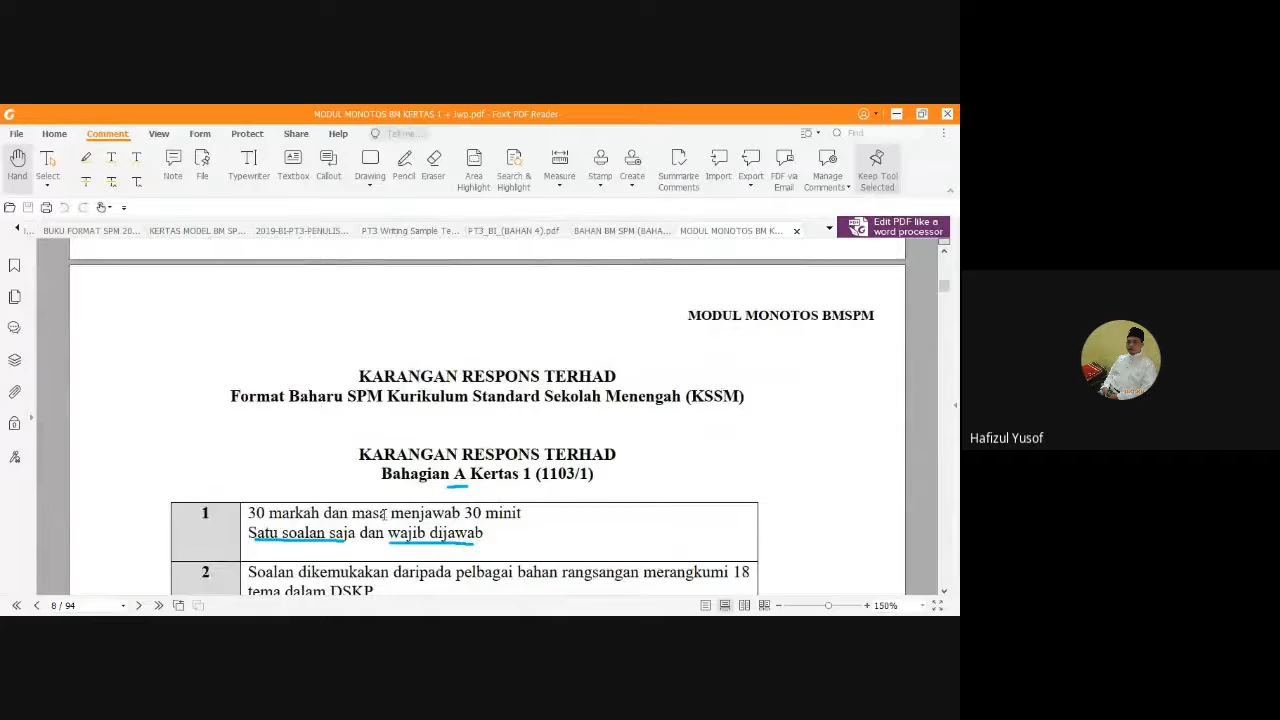 MODUL MONOTOS BM KERTAS 1 + jwp.pdf - Foxit PDF Reader
File Home Comment View Form Protect Share Help Tell me... Find
Hand Select Note File Typewriter Textbox Callout Drawing Pencil Eraser Area Highlight Search & Highlight Measure Stamp Create Summarize Comments Import Export PDF via Email Manage Comments Keep Tool Selected
BUKU FORMAT SPM 20... KERTAS MODEL BM SP... 2019-BI-PT3-PENULIS... PT3 Writing Sample Te... PT3_BI_(BAHAN 4).pdf BAHAN BM SPM (BAHA... MODUL MONOTOS BM K...
Edit PDF like a
word processor
MODUL MONOTOS BMSPM
KARANGAN RESPONS TERHAD
Format Baharu SPM Kurikulum Standard Sekolah Menengah (KSSM)
KARANGAN RESPONS TERHAD
Bahagian A Kertas 1 (1103/1)
1 30 markah dan masa menjawab 30 minit
Satu soalan saja dan wajib dijawab
2 Soalan dikemukakan daripada pelbagai bahan rangsangan merangkumi 18
tema dalam DSKP
8 / 94 150%
Hafizul Yusof